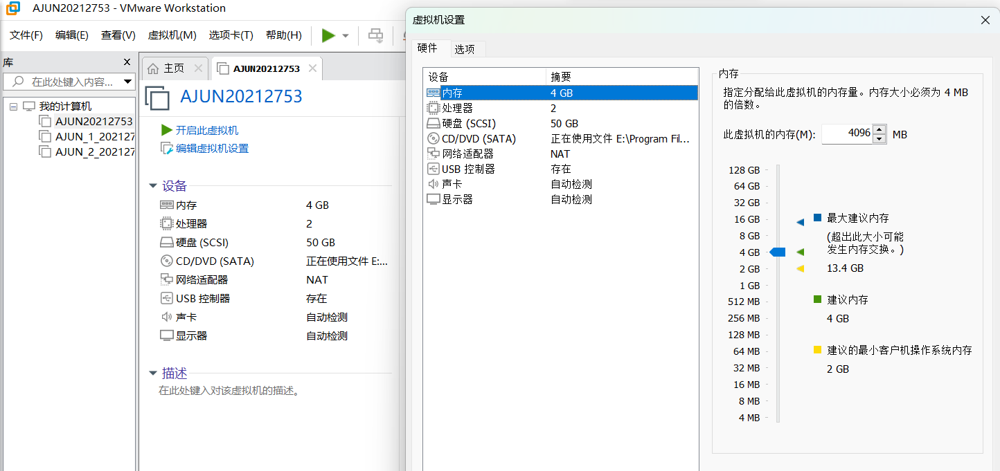 AJUN20212753 - VMware Workstation
文件(F) 编辑(E) 查看(V) 虚拟机(M) 选项卡(T) 帮助(H)
库
在此处键入内容...
我的计算机
AJUN20212753
AJUN_1_202127
AJUN_2_202127
主页
AJUN20212753
AJUN20212753
开启此虚拟机
编辑虚拟机设置
设备
内存 4 GB
处理器 2
硬盘 (SCSI) 50 GB
CD/DVD (SATA) 正在使用文件 E:...
网络适配器 NAT
USB 控制器 存在
声卡 自动检测
显示器 自动检测
描述
在此处键入对该虚拟机的描述。
虚拟机设置
硬件 选项
设备 摘要
内存 4 GB
处理器 2
硬盘 (SCSI) 50 GB
CD/DVD (SATA) 正在使用文件 E:\Program Fil...
网络适配器 NAT
USB 控制器 存在
声卡 自动检测
显示器 自动检测
内存
指定分配给此虚拟机的内存量。内存大小必须为 4 MB
的倍数。
此虚拟机的内存(M): 4096 MB
128 GB
64 GB
32 GB
16 GB
8 GB
4 GB
2 GB
1 GB
512 MB
256 MB
128 MB
64 MB
32 MB
16 MB
8 MB
4 MB
最大建议内存
(超出此大小可能
发生内存交换。)
13.4 GB
建议内存
4 GB
建议的最小客户机操作系统内存
2 GB